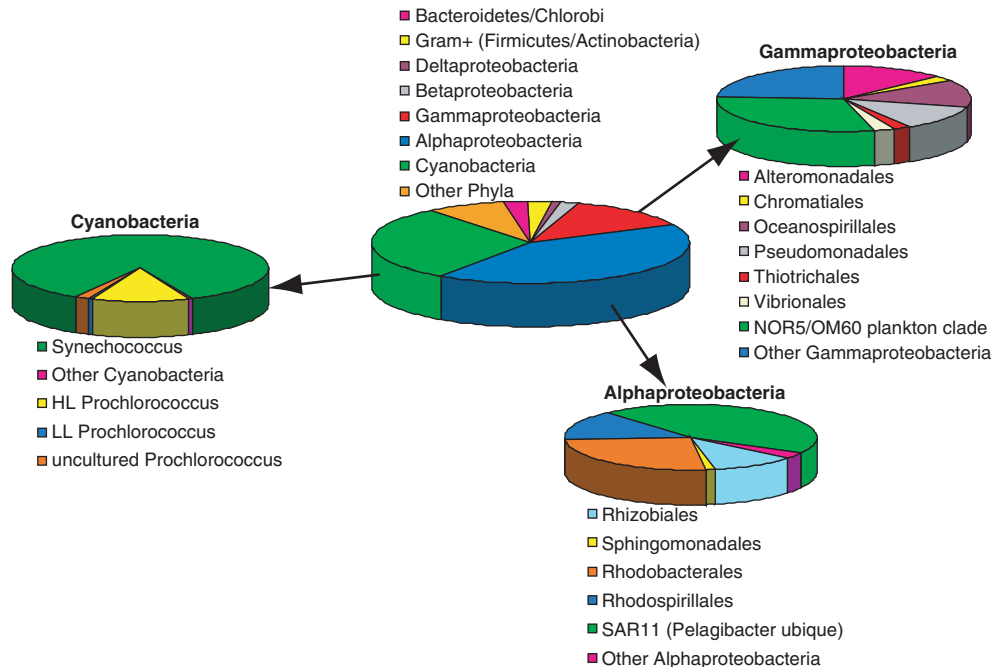 Bacteroidetes/Chlorobi
Gram+ (Firmicutes/Actinobacteria)
Deltaproteobacteria
Betaproteobacteria
Gammaproteobacteria
Alphaproteobacteria
Cyanobacteria
Other Phyla
Gammaproteobacteria
Alteromonadales
Chromatiales
Oceanospirillales
Pseudomonadales
Thiotrichales
Vibrionales
NOR5/OM60 plankton clade
Other Gammaproteobacteria
Cyanobacteria
Synechococcus
Other Cyanobacteria
HL Prochlorococcus
LL Prochlorococcus
uncultured Prochlorococcus
Alphaproteobacteria
Rhizobiales
Sphingomonadales
Rhodobacterales
Rhodospirillales
SAR11 (Pelagibacter ubique)
Other Alphaproteobacteria